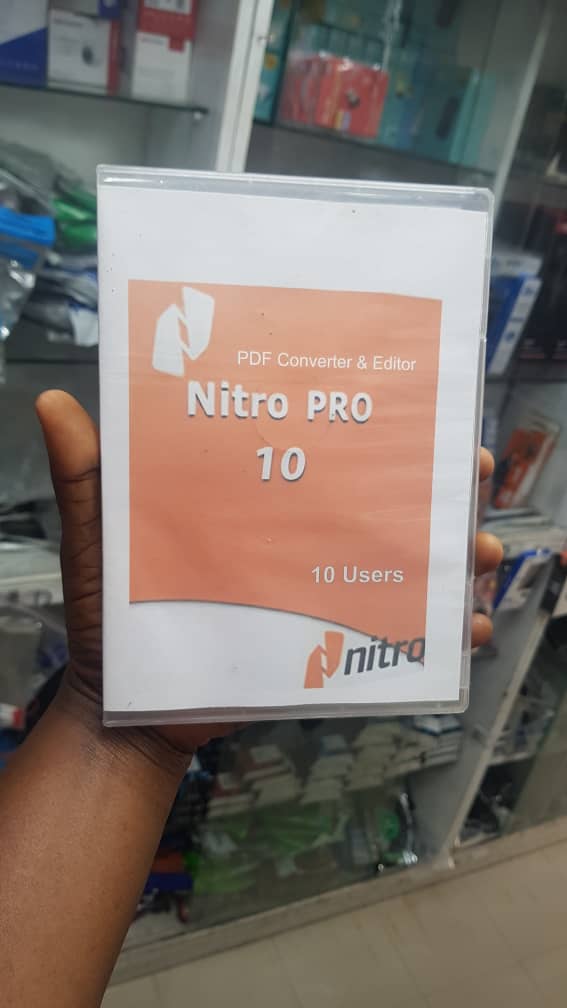 PDF Converter & Editor
Nitro PRO
10
10 Users
nitro